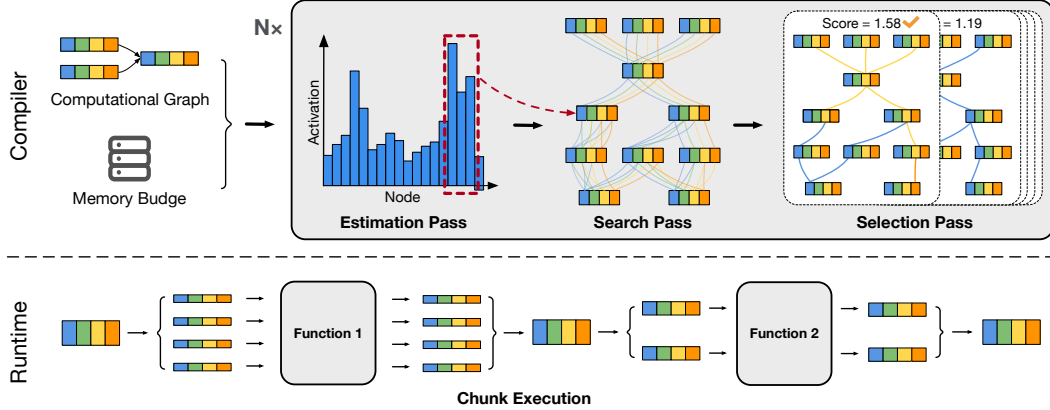 Compiler
Computational Graph
Memory Budge
N×
Activation
Node
Estimation Pass
Search Pass
Score = 1.58
= 1.19
Selection Pass
Runtime
Function 1
Function 2
Chunk Execution